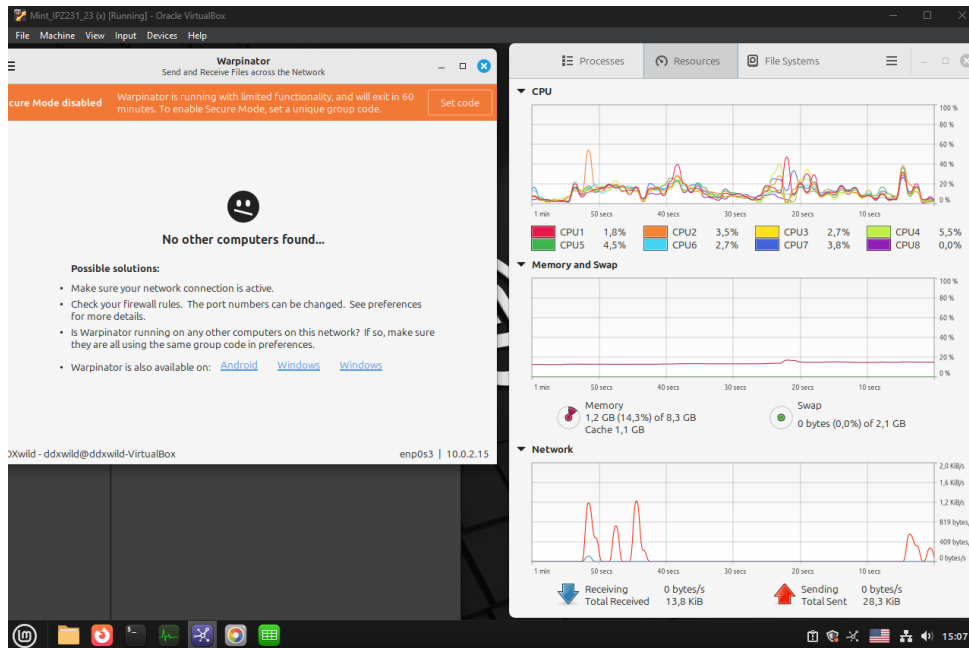 Mint_IPZ231_23 (x) [Running] - Oracle VirtualBox
File Machine View Input Devices Help
Warpinator
Send and Receive Files across the Network
cure Mode disabled
Warpinator is running with limited functionality, and will exit in 60
minutes. To enable Secure Mode, set a unique group code.
Set code
No other computers found...
Possible solutions:
• Make sure your network connection is active.
• Check your firewall rules. The port numbers can be changed. See preferences
for more details.
• Is Warpinator running on any other computers on this network? If so, make sure
they are all using the same group code in preferences.
• Warpinator is also available on: Android Windows Windows
DXwild - ddxwild@ddxwild-VirtualBox
enp0s3 | 10.0.2.15
Processes
Resources
File Systems
CPU
100 %
80 %
60 %
40 %
20 %
0 %
1 min 50 secs 40 secs 30 secs 20 secs 10 secs
CPU1 1,8% CPU2 3,5% CPU3 2,7% CPU4 5,5%
CPU5 4,5% CPU6 2,7% CPU7 3,8% CPU8 0,0%
Memory and Swap
100 %
80 %
60 %
40 %
20 %
0 %
1 min 50 secs 40 secs 30 secs 20 secs 10 secs
Memory
1,2 GB (14,3%) of 8,3 GB
Cache 1,1 GB
Swap
0 bytes (0,0%) of 2,1 GB
Network
2,0 KiB/s
1,6 KiB/s
1,2 KiB/s
819 bytes/
409 bytes/
0 bytes/s
1 min 50 secs 40 secs 30 secs 20 secs 10 secs
Receiving 0 bytes/s
Total Received 13,8 KiB
Sending 0 bytes/s
Total Sent 28,3 KiB
15:07